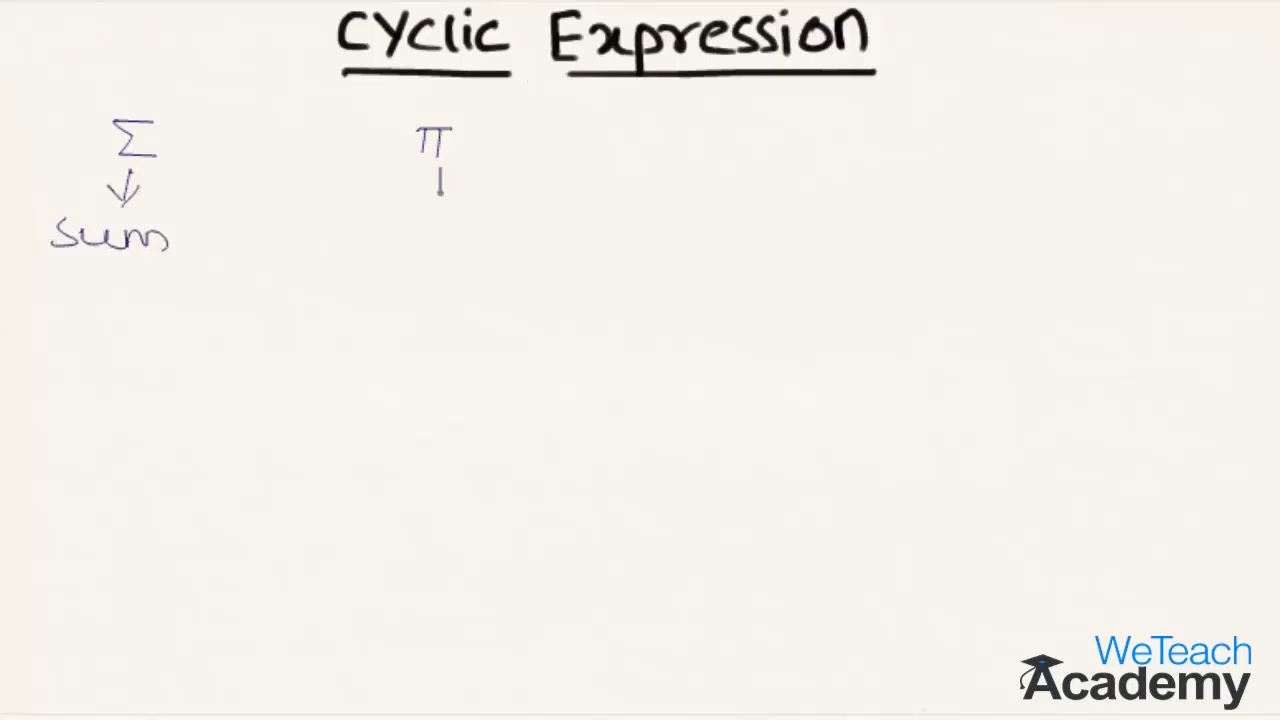 Cyclic Expression
Σ π
↓
sum
WeTeach
Academy